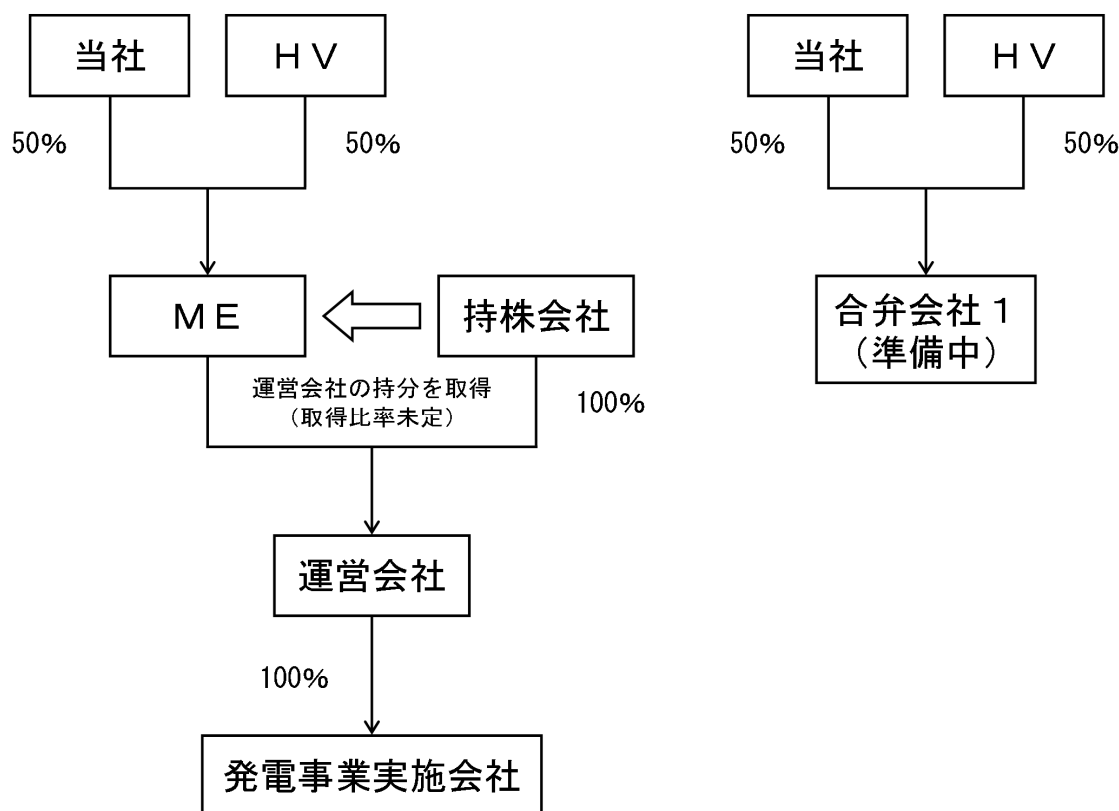 当社
ＨＶ
50%
50%
ＭＥ
持株会社
運営会社の持分を取得
（取得比率未定）
100%
運営会社
100%
発電事業実施会社
当社
ＨＶ
50%
50%
合弁会社１
（準備中）